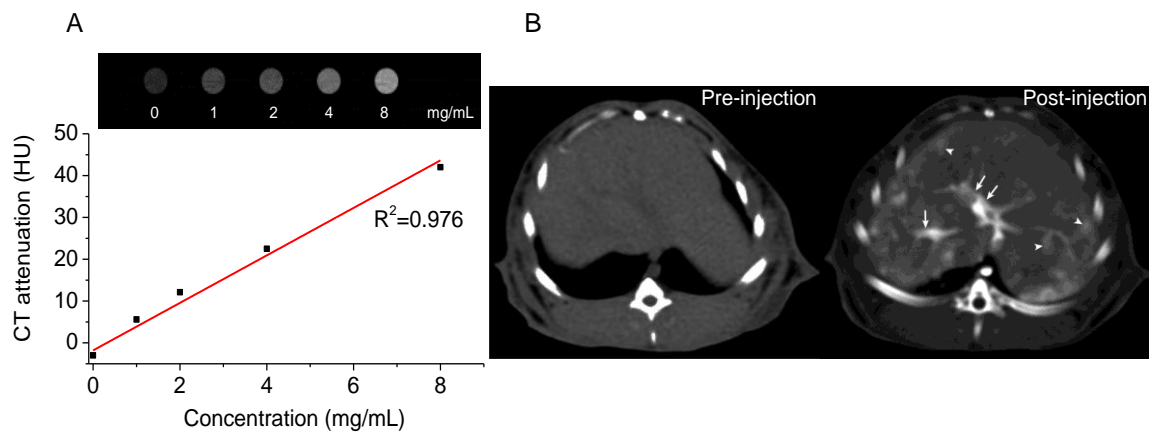 A
B
0 1 2 4 8 mg/mL
Pre-injection
Post-injection
50
40
30
20
10
0
CT attenuation (HU)
R²=0.976
0 2 4 6 8
Concentration (mg/mL)